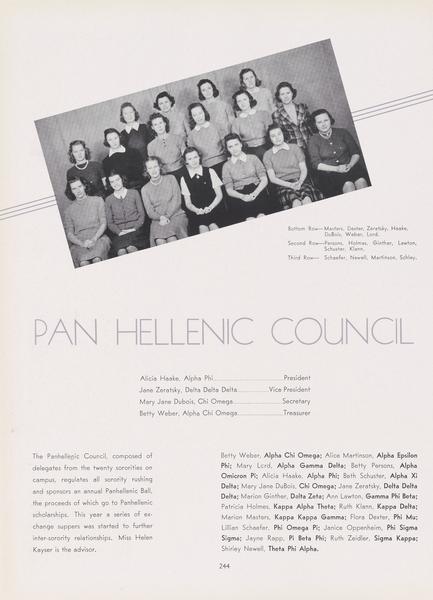 Bottom Row—Masters, Dexter, Zeratsky, Haake,
DuBois, Weber, Lord.
Second Row—Persons, Holmes, Ginther, Lawton,
Schuster, Klann.
Third Row— Schaefer, Newell, Martinson, Schley.
PAN HELLENIC COUNCIL
Alicia Haake, Alpha Phi President
Jane Zeratsky, Delta Delta Delta Vice President
Mary Jane Dubois, Chi Omega Secretary
Betty Weber, Alpha Chi Omega Treasurer
The Panhellenic Council, composed of
delegates from the twenty sororities on
campus, regulates all sorority rushing
and sponsors an annual Panhellenic Ball,
the proceeds of which go to Panhellenic
scholarships. This year a series of ex-
change suppers was started to further
inter-sorority relationships. Miss Helen
Kayser is the advisor.
Betty Weber, Alpha Chi Omega; Alice Martinson, Alpha Epsilon
Phi; Mary Lord, Alpha Gamma Delta; Betty Persons, Alpha
Omicron Pi; Alicia Haake, Alpha Phi; Beth Schuster, Alpha Xi
Delta; Mary Jane DuBois, Chi Omega; Jane Zeratsky, Delta Delta
Delta; Marion Ginther, Delta Zeta; Ann Lawton, Gamma Phi Beta;
Patricia Holmes, Kappa Alpha Theta; Ruth Klann, Kappa Delta;
Marion Masters, Kappa Kappa Gamma; Flora Dexter, Phi Mu;
Lillian Schaefer, Phi Omega Pi; Janice Oppenheim, Phi Sigma
Sigma; Jayne Rapp, Pi Beta Phi; Ruth Zeidler, Sigma Kappa;
Shirley Newell, Theta Phi Alpha.
244